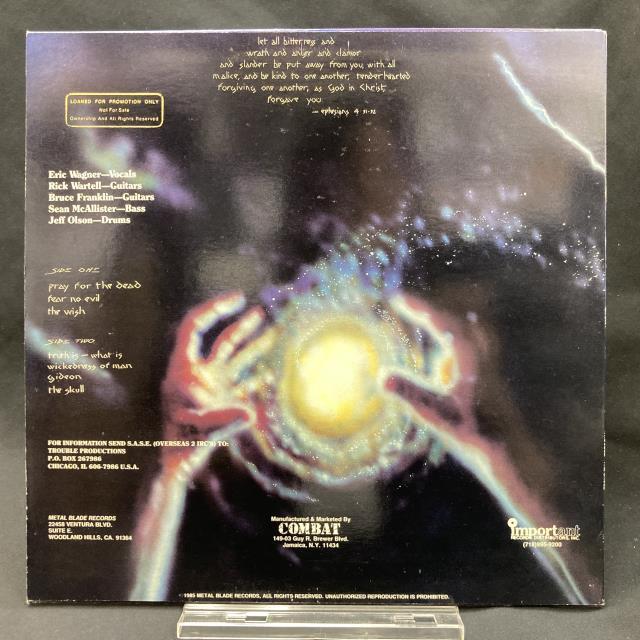 let all bitterness and
wrath and anger and clamor
and slander be put away from you, with all
malice, and be kind to one another, tenderhearted
forgiving one another, as God in Christ,
forgave you
— ephesians 4 31-32
LOANED FOR PROMOTION ONLY
Not For Sale
Ownership And All Rights Reserved
Eric Wagner—Vocals
Rick Wartell—Guitars
Bruce Franklin—Guitars
Sean McAllister—Bass
Jeff Olson—Drums
SIDE ONE
pray for the dead
fear no evil
the wish
SIDE TWO
truth is — what is
wickedness of man
gideon
the skull
FOR INFORMATION SEND S.A.S.E. (OVERSEAS 2 IRC'S) TO:
TROUBLE PRODUCTIONS
P.O. BOX 267986
CHICAGO, IL 606-7986 U.S.A.
METAL BLADE RECORDS
22458 VENTURA BLVD.
SUITE E
WOODLAND HILLS, CA. 91364
Manufactured & Marketed By
COMBAT
149-03 Guy R. Brewer Blvd.
Jamaica, N.Y. 11434
important
RECORD DISTRIBUTORS, INC.
(718)995-9200
1985 METAL BLADE RECORDS, ALL RIGHTS RESERVED. UNAUTHORIZED REPRODUCTION IS PROHIBITED.